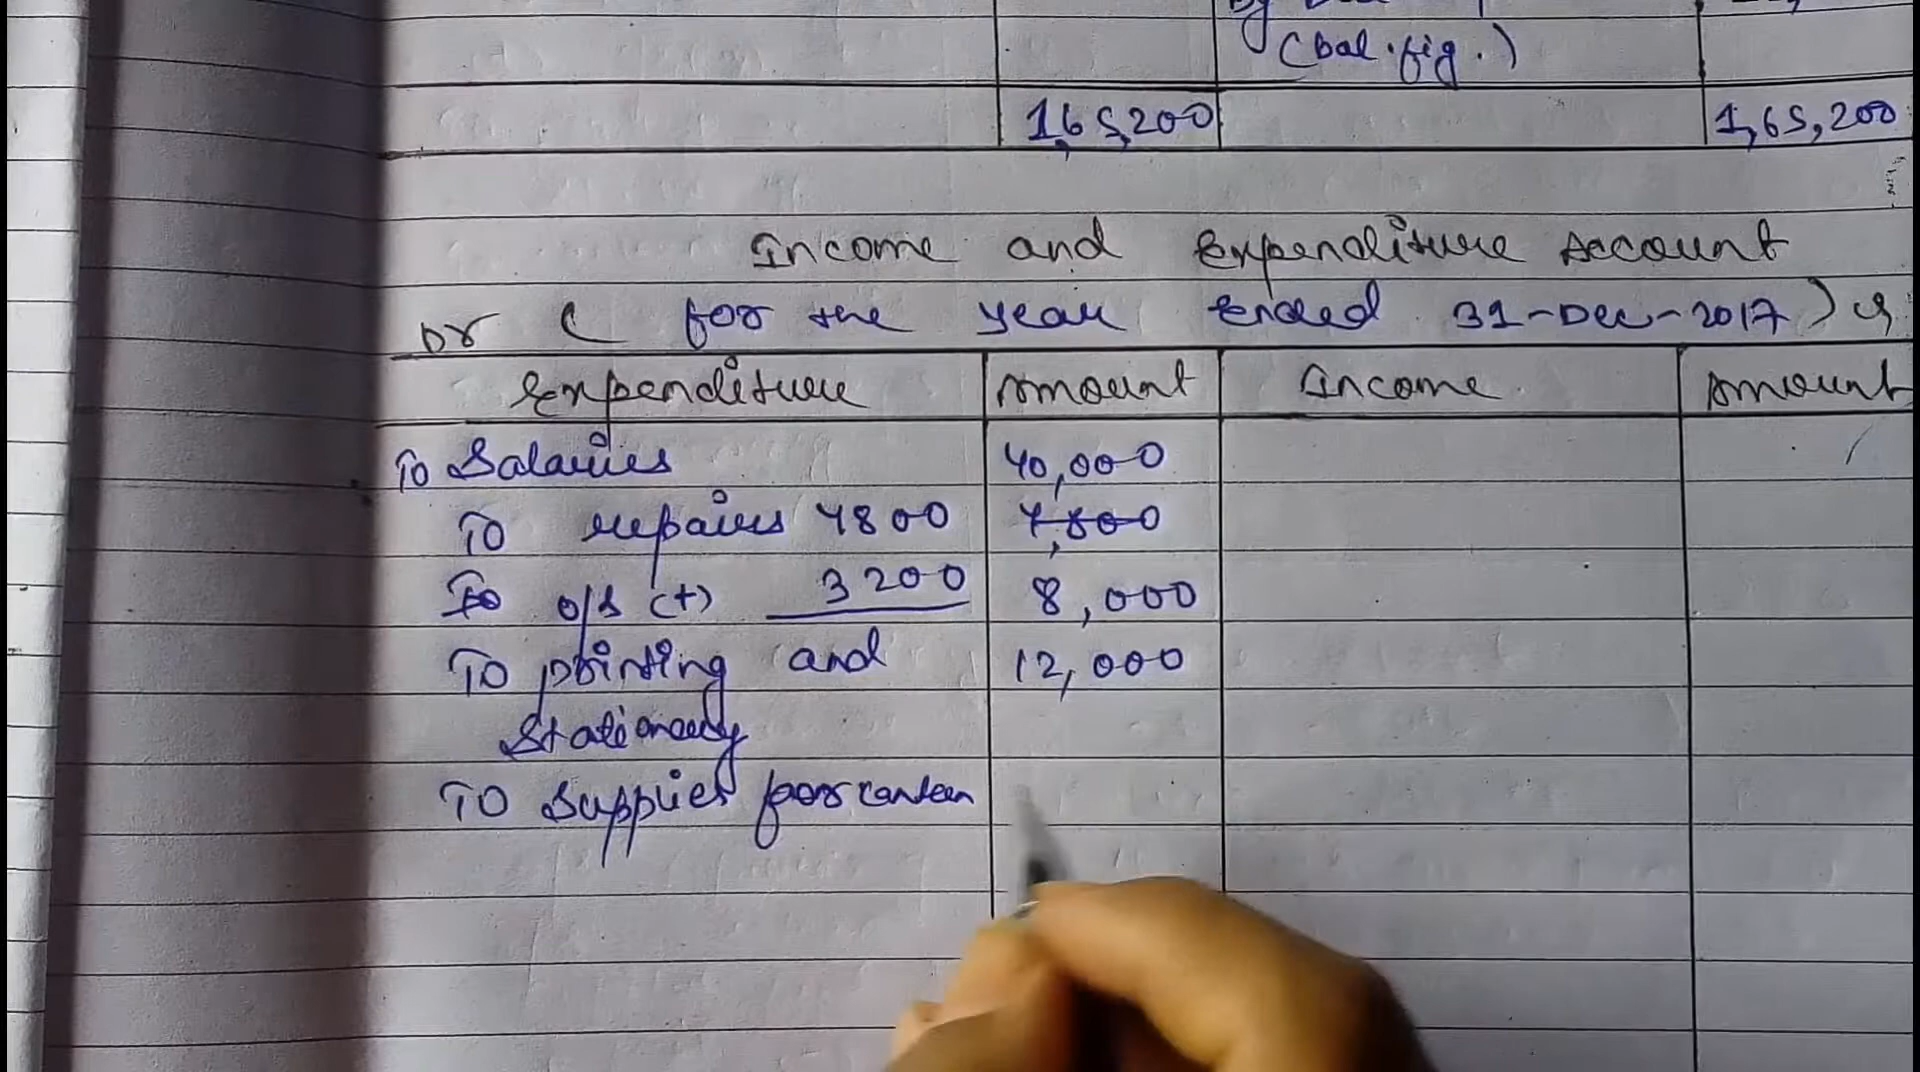 (bal.fig.)
1,65,200 1,65,200
Income and Expenditure Account
Dr (for the year ended 31-Dec-2017)
Expenditure Amount Income Amount
To Salaries 40,000
To repairs 4800 4,800
To o/s (+) 3200 8,000
To printing and 12,000
Stationery
To Supplies for canteen